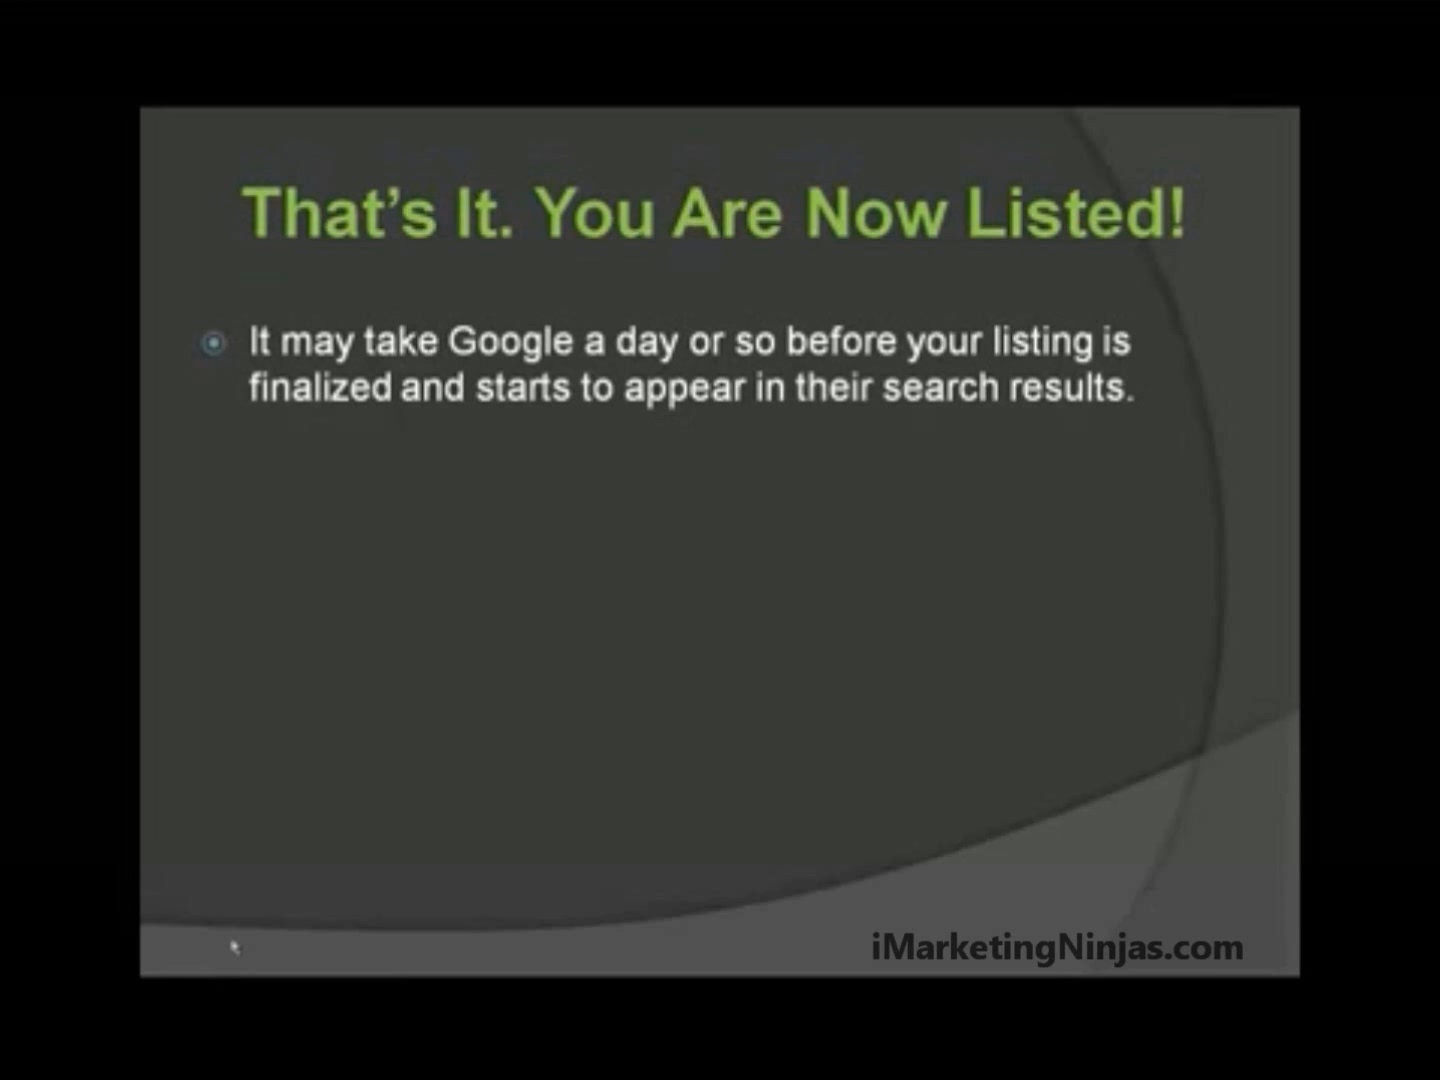 That's It. You Are Now Listed!
It may take Google a day or so before your listing is
finalized and starts to appear in their search results.
iMarketingNinjas.com